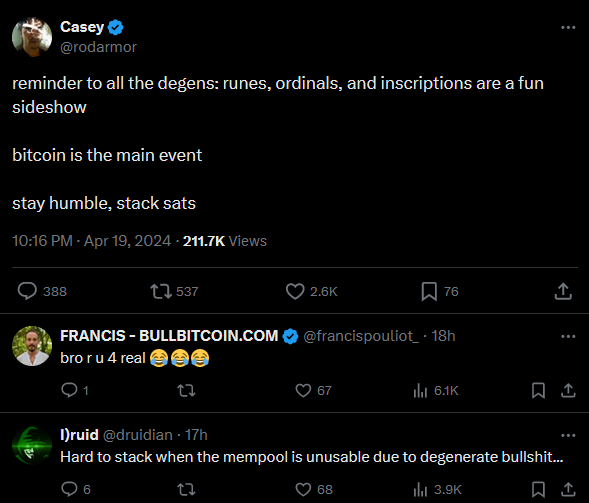 Casey
@rodarmor
reminder to all the degens: runes, ordinals, and inscriptions are a fun
sideshow
bitcoin is the main event
stay humble, stack sats
10:16 PM · Apr 19, 2024 · 211.7K Views
388 537 2.6K 76
FRANCIS - BULLBITCOIN.COM @francispouliot_ · 18h
bro r u 4 real 😂😂😂
1 67 6.1K
I)ruid @druidian · 17h
Hard to stack when the mempool is unusable due to degenerate bullshit...
6 68 3.9K